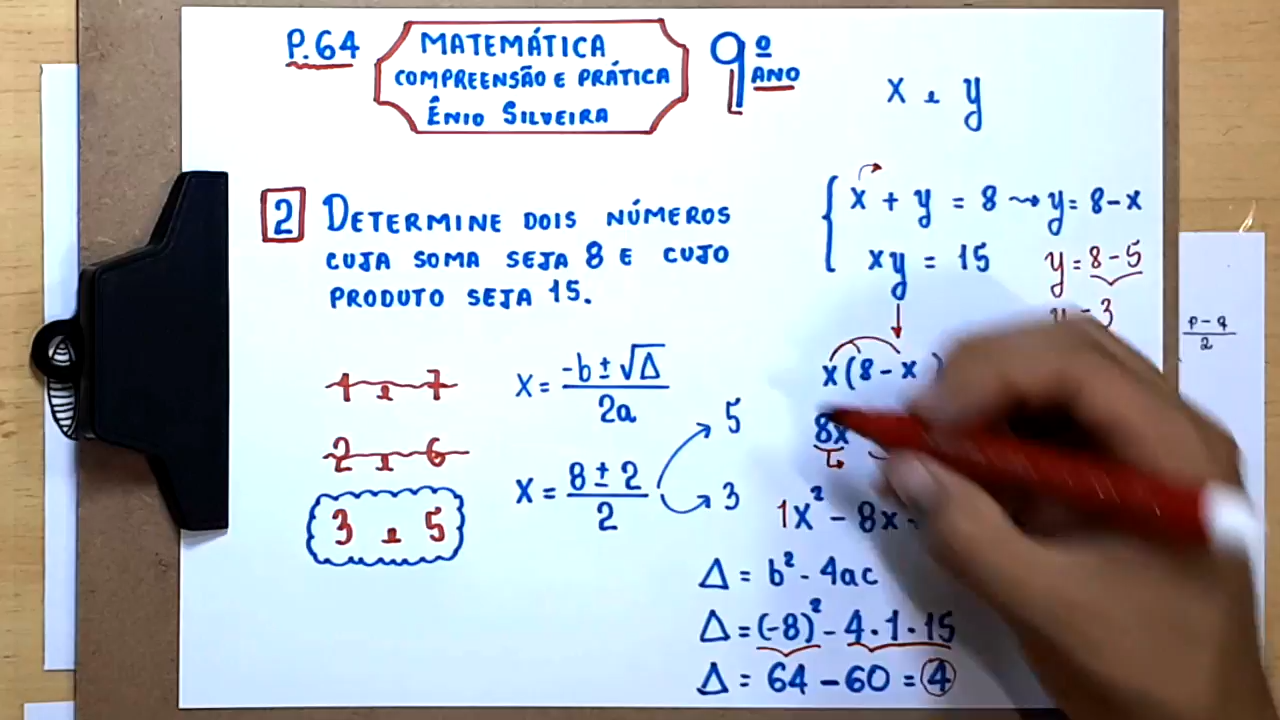 P.64
MATEMÁTICA
COMPREENSÃO E PRÁTICA
ÊNIO SILVEIRA
9º ANO
x e y
2 DETERMINE DOIS NÚMEROS
CUJA SOMA SEJA 8 E CUJO
PRODUTO SEJA 15.
x + y = 8 ⇝ y = 8 - x
xy = 15
y = 8 - 5
y = 3
x(8 - x)
8x
1x² - 8x
Δ = b² - 4ac
Δ = (-8)² - 4·1·15
Δ = 64 - 60 = 4
1 e 7
2 e 6
3 e 5
x = (-b ± √Δ)/2a
x = (8 ± 2)/2
5
3
p - q
2